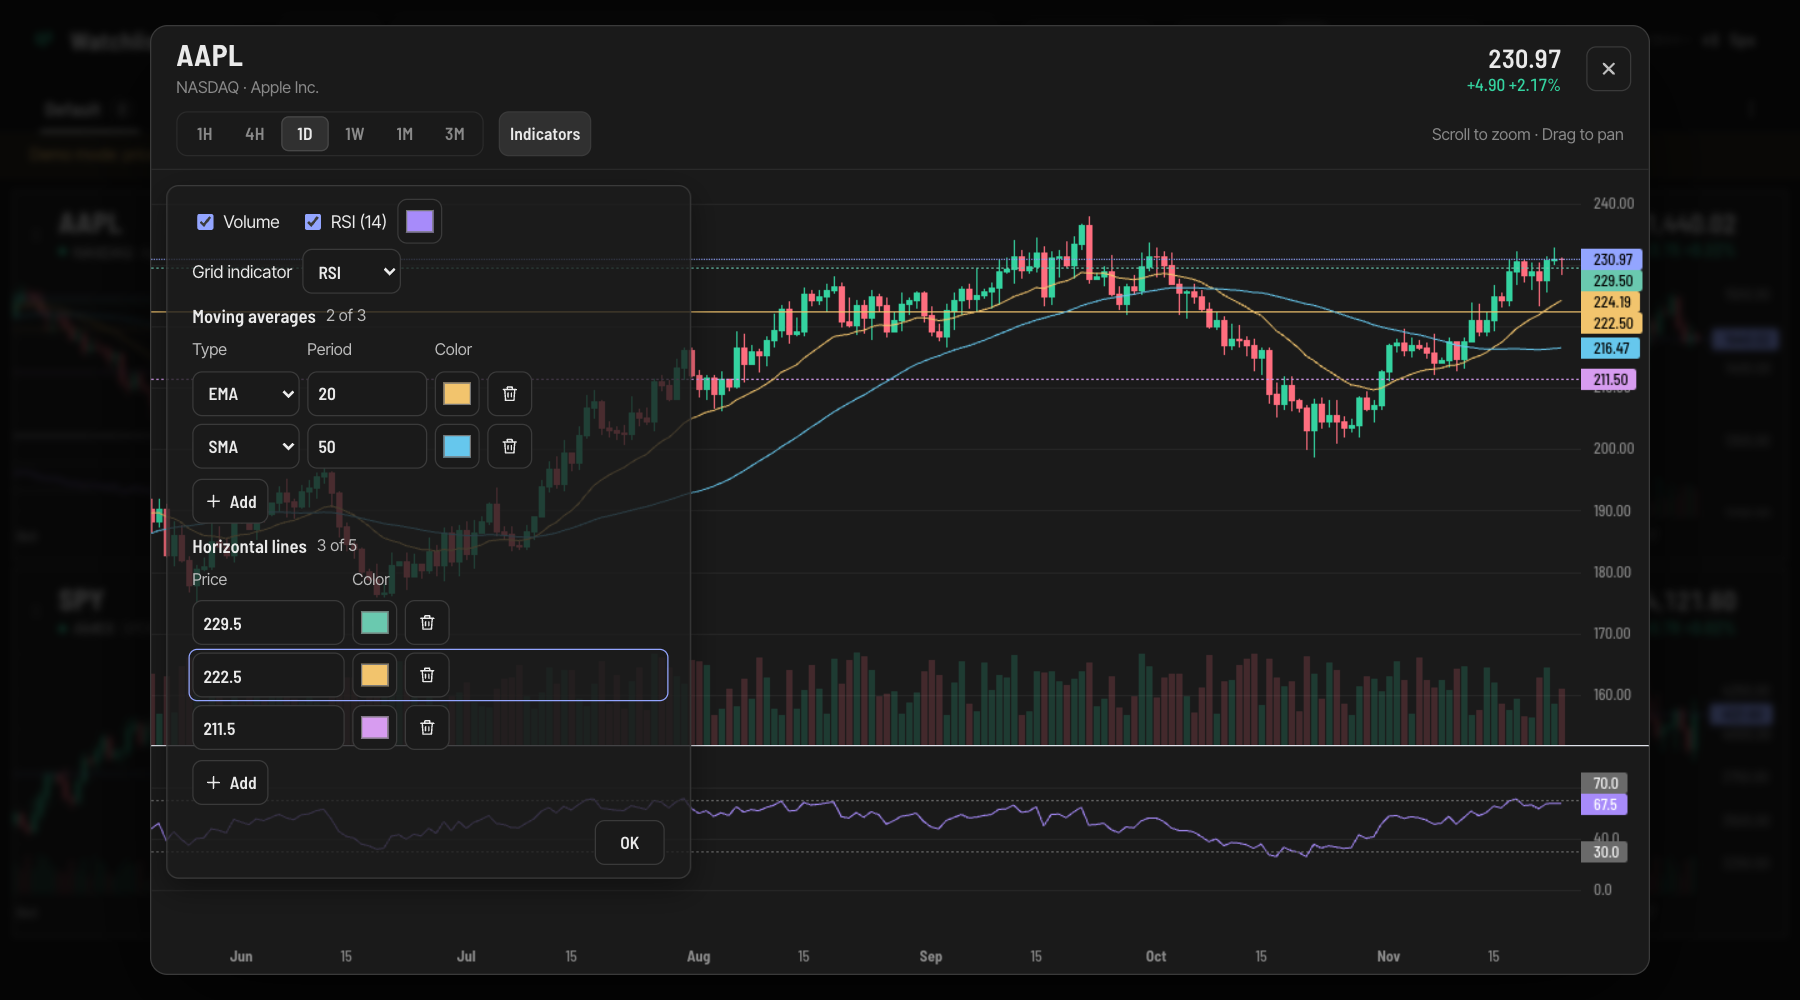 AAPL
NASDAQ · Apple Inc.
230.97
+4.90 +2.17%
1H 4H 1D 1W 1M 3M Indicators
Scroll to zoom · Drag to pan
Volume RSI (14)
Grid indicator RSI
Moving averages 2 of 3
Type Period Color
EMA 20
SMA 50
+ Add
Horizontal lines 3 of 5
Price Color
229.5
222.5
211.5
+ Add
OK
240.00
230.97
229.50
224.19
222.50
216.47
211.50
200.00
190.00
180.00
170.00
160.00
70.0
67.5
40.0
30.0
0.0
Jun 15 Jul 15 Aug 15 Sep 15 Oct 15 Nov 15
AAPL
SPY
Default